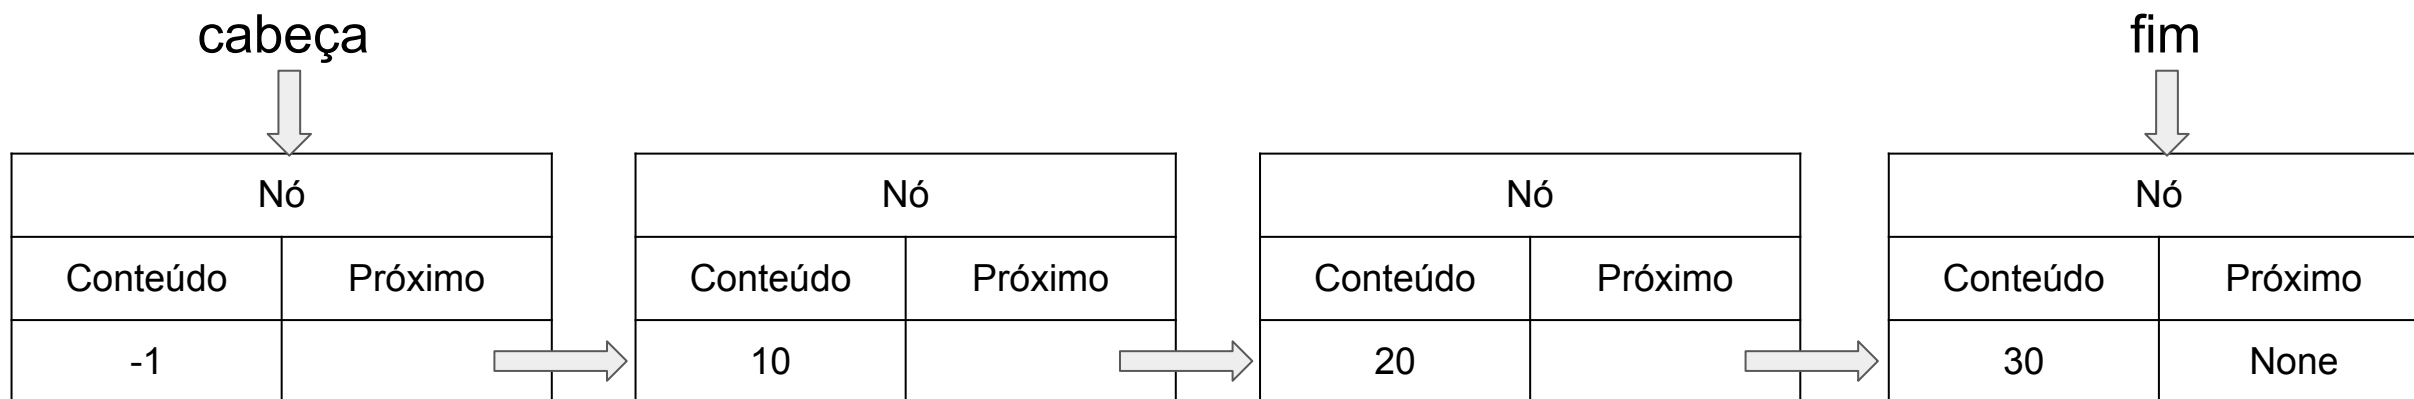 cabeça fim
Nó Nó Nó Nó
Conteúdo Próximo Conteúdo Próximo Conteúdo Próximo Conteúdo Próximo
-1 10 20 30 None